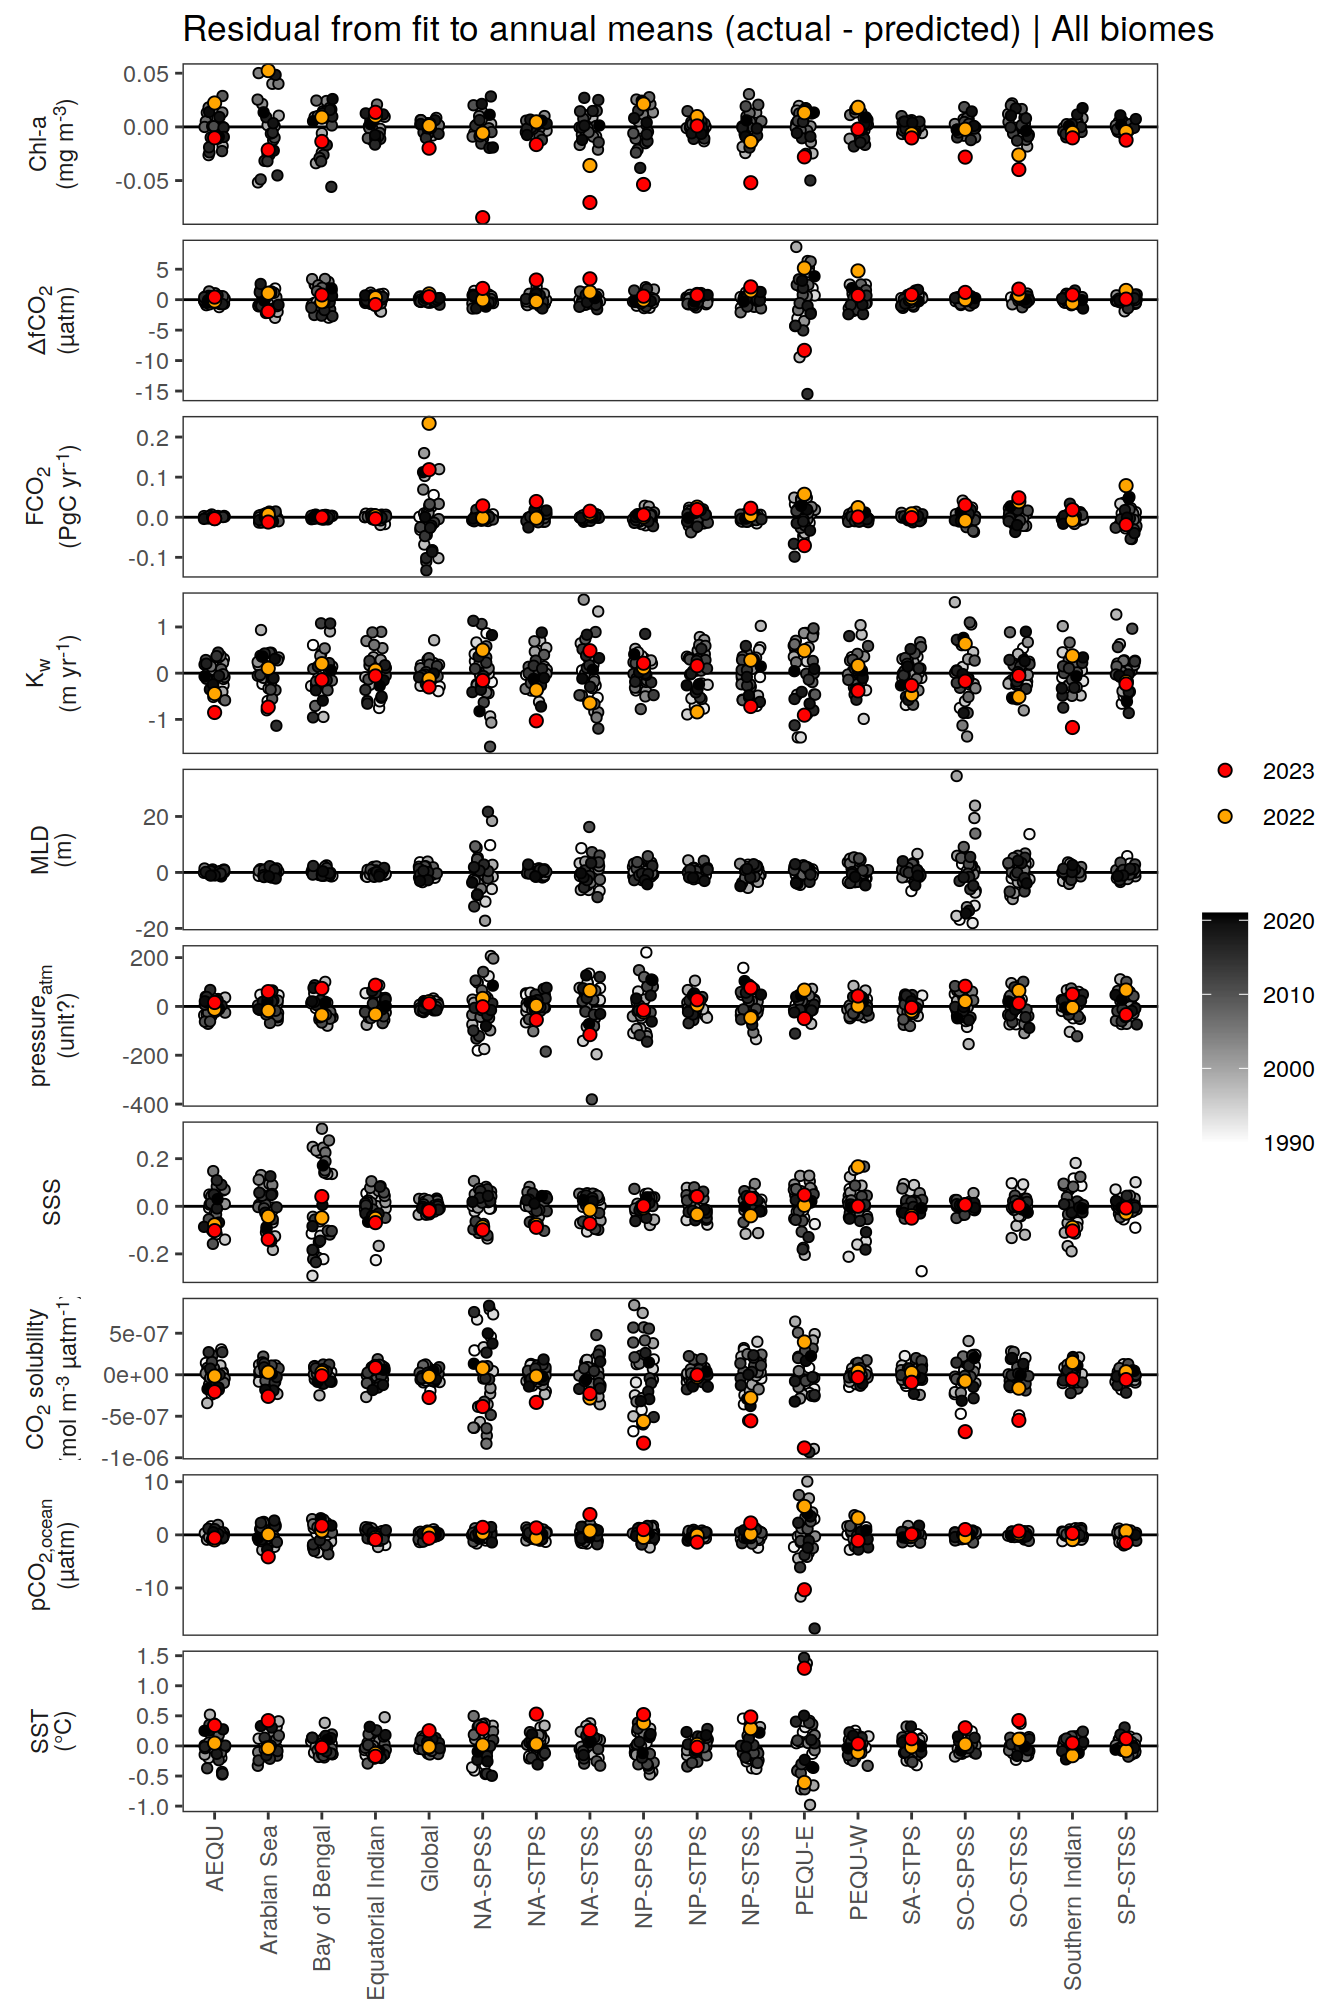 Residual from fit to annual means (actual - predicted) | All biomes
Chl-a
(mg m⁻³)
0.05
0.00
-0.05
ΔfCO₂
(µatm)
5
0
-5
-10
-15
FCO₂
(PgC yr⁻¹)
0.2
0.1
0.0
-0.1
K_w
(m yr⁻¹)
1
0
-1
MLD
(m)
20
0
-20
pressure_atm
(unit?)
200
0
-200
-400
SSS
0.2
0.0
-0.2
CO₂ solubility
mol m⁻³ µatm⁻¹
5e-07
0e+00
-5e-07
-1e-06
pCO₂,ocean
(µatm)
10
0
-10
SST
(°C)
1.5
1.0
0.5
0.0
-0.5
-1.0
AEQU
Arabian Sea
Bay of Bengal
Equatorial Indian
Global
NA-SPSS
NA-STPS
NA-STSS
NP-SPSS
NP-STPS
NP-STSS
PEQU-E
PEQU-W
SA-STPS
SO-SPSS
SO-STSS
Southern Indian
SP-STSS
2023
2022
2020
2010
2000
1990